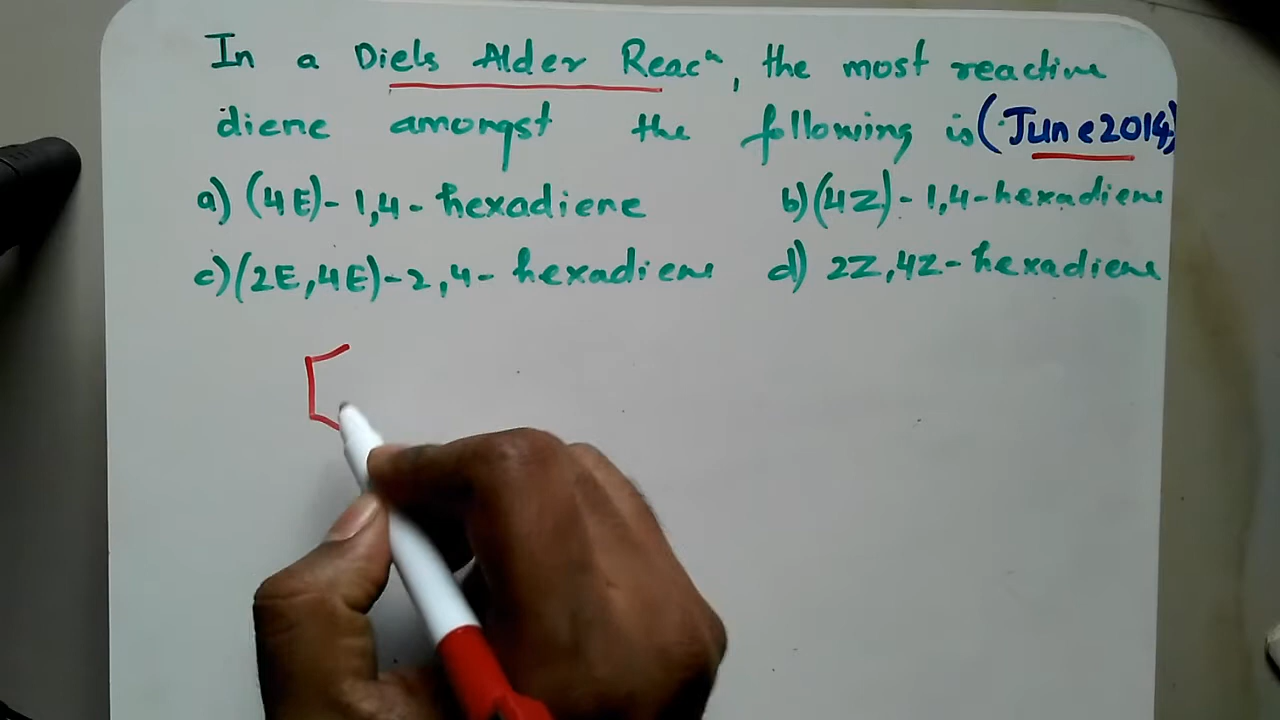 In a Diels Alder Reacⁿ, the most reactive
diene amongst the following is (June 2014)
a) (4E)-1,4-hexadiene b) (4Z)-1,4-hexadiene
c) (2E,4E)-2,4-hexadiene d) 2Z,4Z-hexadiene